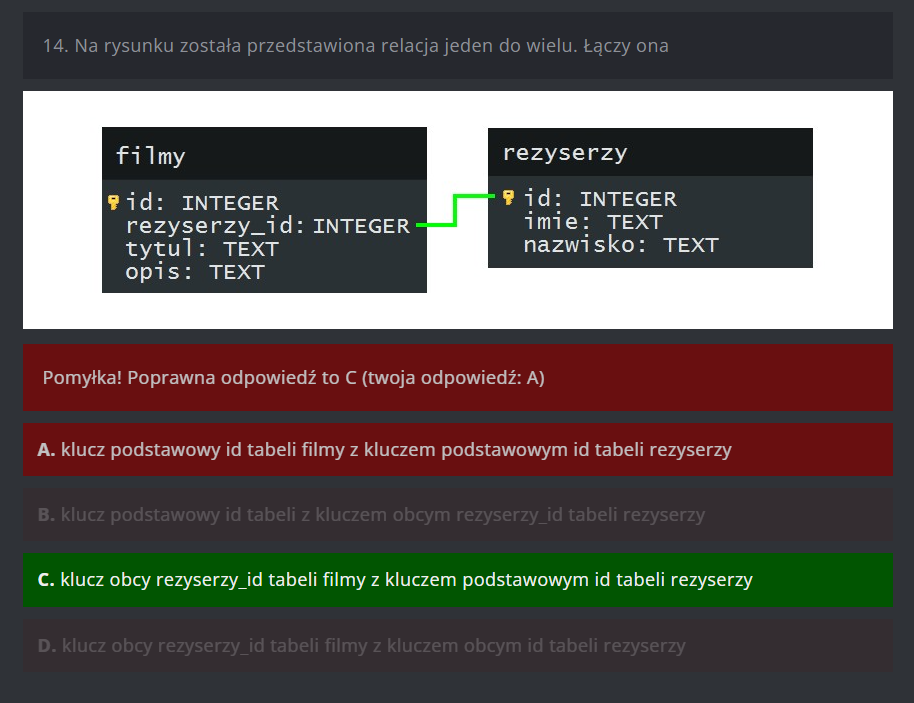 14. Na rysunku została przedstawiona relacja jeden do wielu. Łączy ona
filmy
id: INTEGER
rezyserzy_id: INTEGER
tytul: TEXT
opis: TEXT
rezyserzy
id: INTEGER
imie: TEXT
nazwisko: TEXT
Pomyłka! Poprawna odpowiedź to C (twoja odpowiedź: A)
A. klucz podstawowy id tabeli filmy z kluczem podstawowym id tabeli rezyserzy
B. klucz podstawowy id tabeli z kluczem obcym rezyserzy_id tabeli rezyserzy
C. klucz obcy rezyserzy_id tabeli filmy z kluczem podstawowym id tabeli rezyserzy
D. klucz obcy rezyserzy_id tabeli filmy z kluczem obcym id tabeli rezyserzy